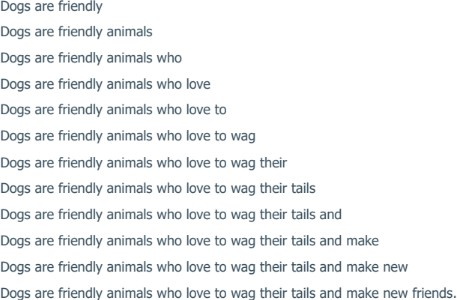 Dogs are friendly
Dogs are friendly animals
Dogs are friendly animals who
Dogs are friendly animals who love
Dogs are friendly animals who love to
Dogs are friendly animals who love to wag
Dogs are friendly animals who love to wag their
Dogs are friendly animals who love to wag their tails
Dogs are friendly animals who love to wag their tails and
Dogs are friendly animals who love to wag their tails and make
Dogs are friendly animals who love to wag their tails and make new
Dogs are friendly animals who love to wag their tails and make new friends.